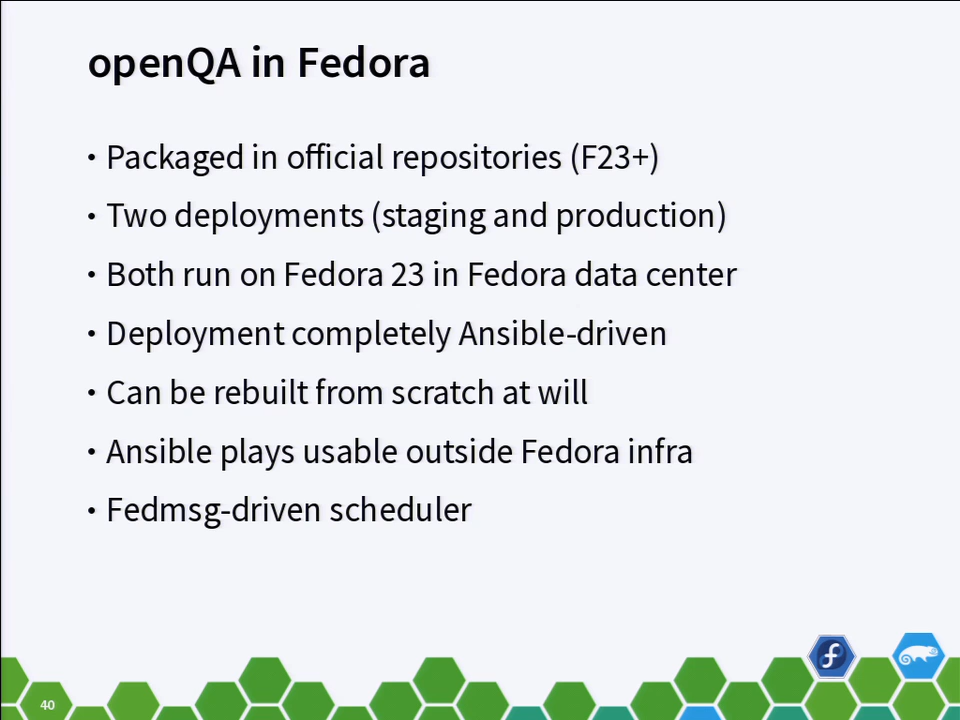 openQA in Fedora
• Packaged in official repositories (F23+)
• Two deployments (staging and production)
• Both run on Fedora 23 in Fedora data center
• Deployment completely Ansible-driven
• Can be rebuilt from scratch at will
• Ansible plays usable outside Fedora infra
• Fedmsg-driven scheduler
40